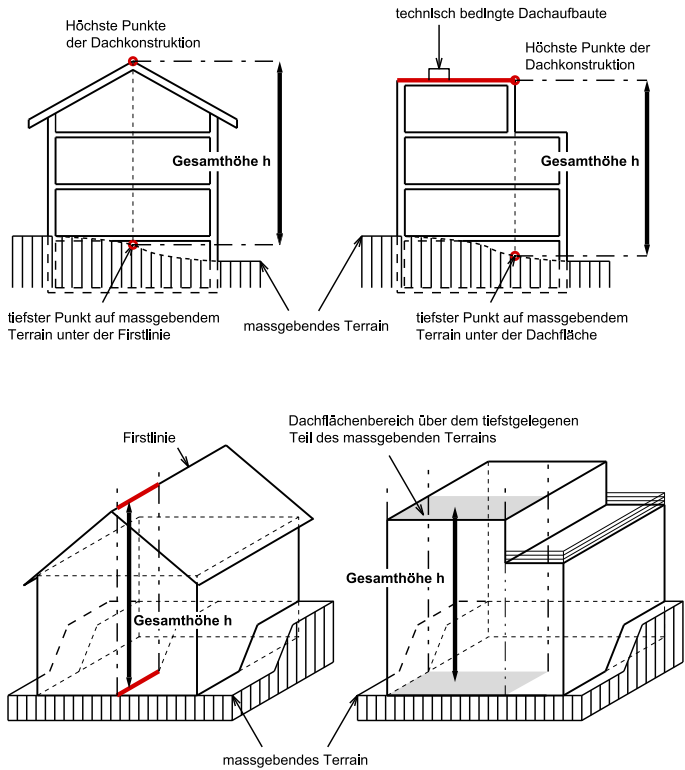 Höchste Punkte
der Dachkonstruktion
technisch bedingte Dachaufbaute
Höchste Punkte der
Dachkonstruktion
Gesamthöhe h
Gesamthöhe h
tiefster Punkt auf massgebendem
Terrain unter der Firstlinie
massgebendes Terrain
tiefster Punkt auf massgebendem
Terrain unter der Dachfläche
Firstlinie
Dachflächenbereich über dem tiefstgelegenen
Teil des massgebenden Terrains
Gesamthöhe h
Gesamthöhe h
massgebendes Terrain